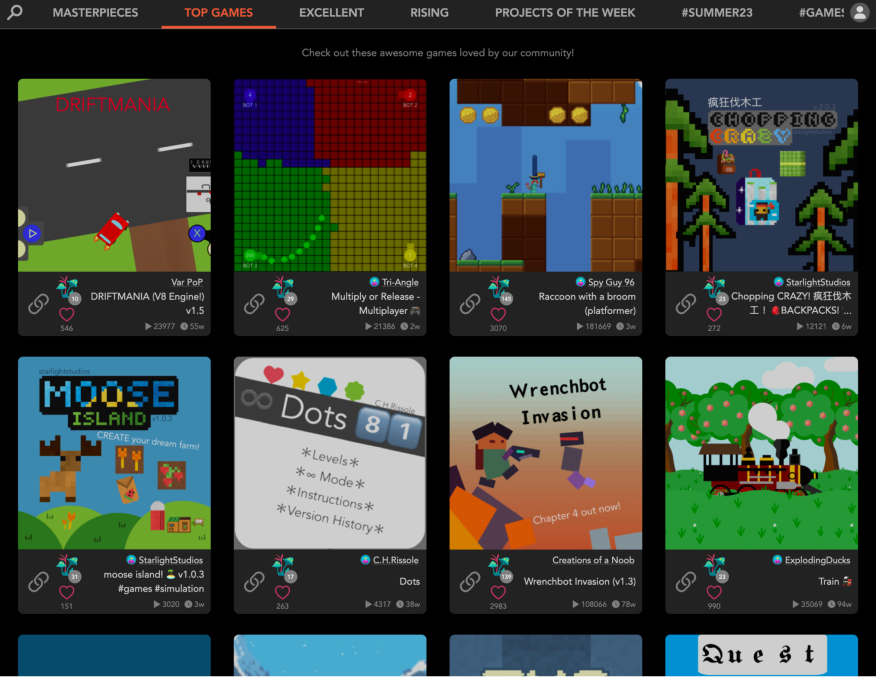 MASTERPIECES TOP GAMES EXCELLENT RISING PROJECTS OF THE WEEK #SUMMER23 #GAMES
Check out these awesome games loved by our community!
DRIFTMANIA
X
10
Var PoP
DRIFTMANIA (V8 Engine!)
v1.5
546
23977 55w
4
BOT 1
2
BOT 2
BOT 3
29
Tri-Angle
Multiply or Release -
Multiplayer 🎮
625
21386 2w
145
Spy Guy 96
Raccoon with a broom
(platformer)
3070
181669 3w
疯狂伐木工
v2.0.3
CHOPPING
CRAZY
starlightstudios
23
StarlightStudios
Chopping CRAZY! 疯狂伐木
工！🎒BACKPACKS! ...
272
12121 6w
starlightstudios
MOOSE
ISLAND
v1.0.3
CREATE your dream farm!
31
StarlightStudios
moose island! 🏝 v1.0.3
#games #simulation
151
3020 3w
C.H.Rissole
∞ Dots 81
*Levels*
*∞ Mode*
*Instructions*
*Version History*
17
C.H.Rissole
Dots
263
4317 38w
Wrenchbot
Invasion
Chapter 4 out now!
139
Creations of a Noob
Wrenchbot Invasion (v1.3)
2983
108066 78w
23
ExplodingDucks
Train 🚂
990
35069 94w
Quest